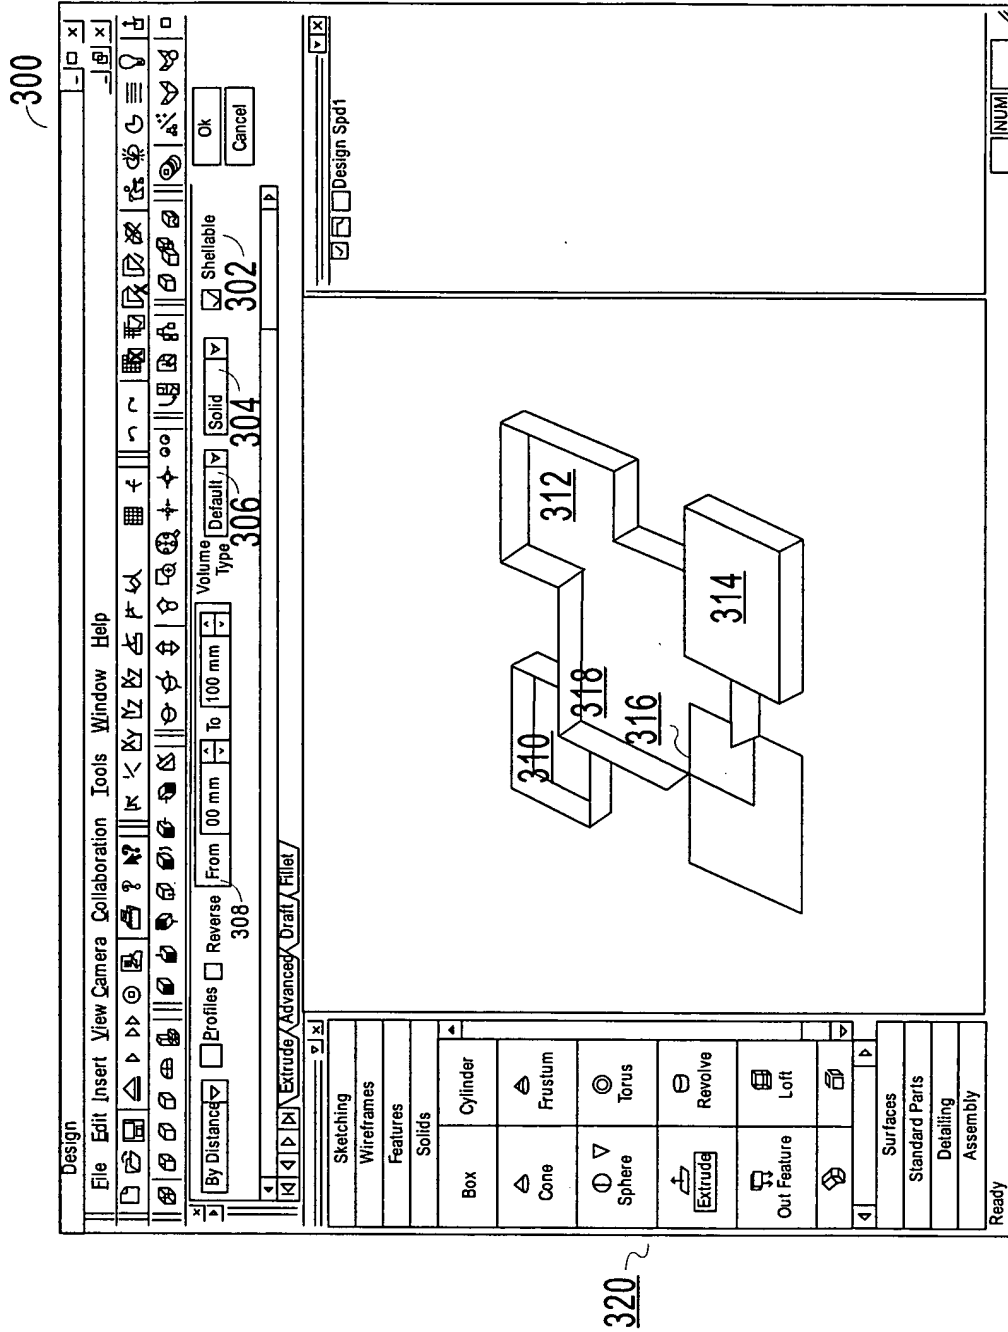 300
Design
File Edit Insert View Camera Collaboration Tools Window Help
XY YZ XZ
By Distance Profiles Reverse From 00 mm To 100 mm Volume Type Default Solid Shellable
Ok
Cancel
308 306 304 302
Extrude Advanced Draft Fillet
Sketching
Wireframes
Features
Solids
Box Cylinder
Cone Frustum
Sphere Torus
Extrude Revolve
Out Feature Loft
Surfaces
Standard Parts
Detailing
Assembly
320
310
318
316
312
314
Design Spd1
Ready
NUM